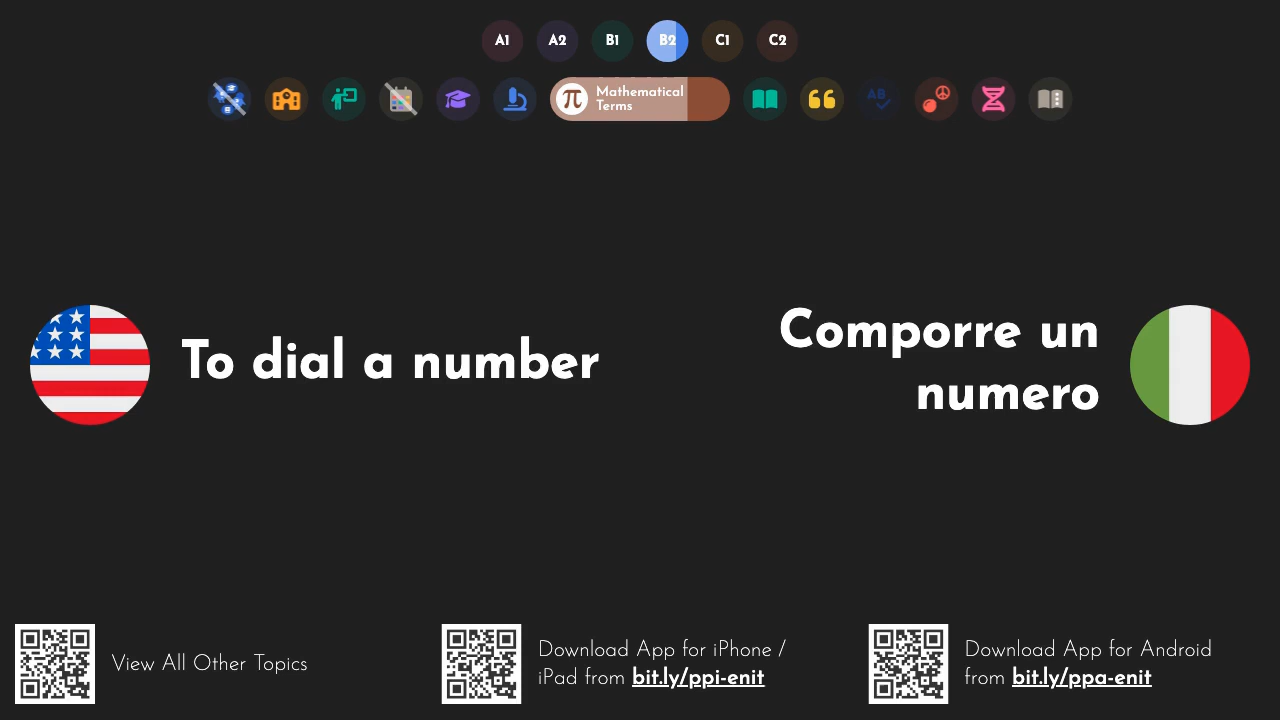 A1 A2 B1 B2 C1 C2
Mathematical
Terms
AB
To dial a number
Comporre un
numero
View All Other Topics
Download App for iPhone /
iPad from bit.ly/ppi-enit
Download App for Android
from bit.ly/ppa-enit